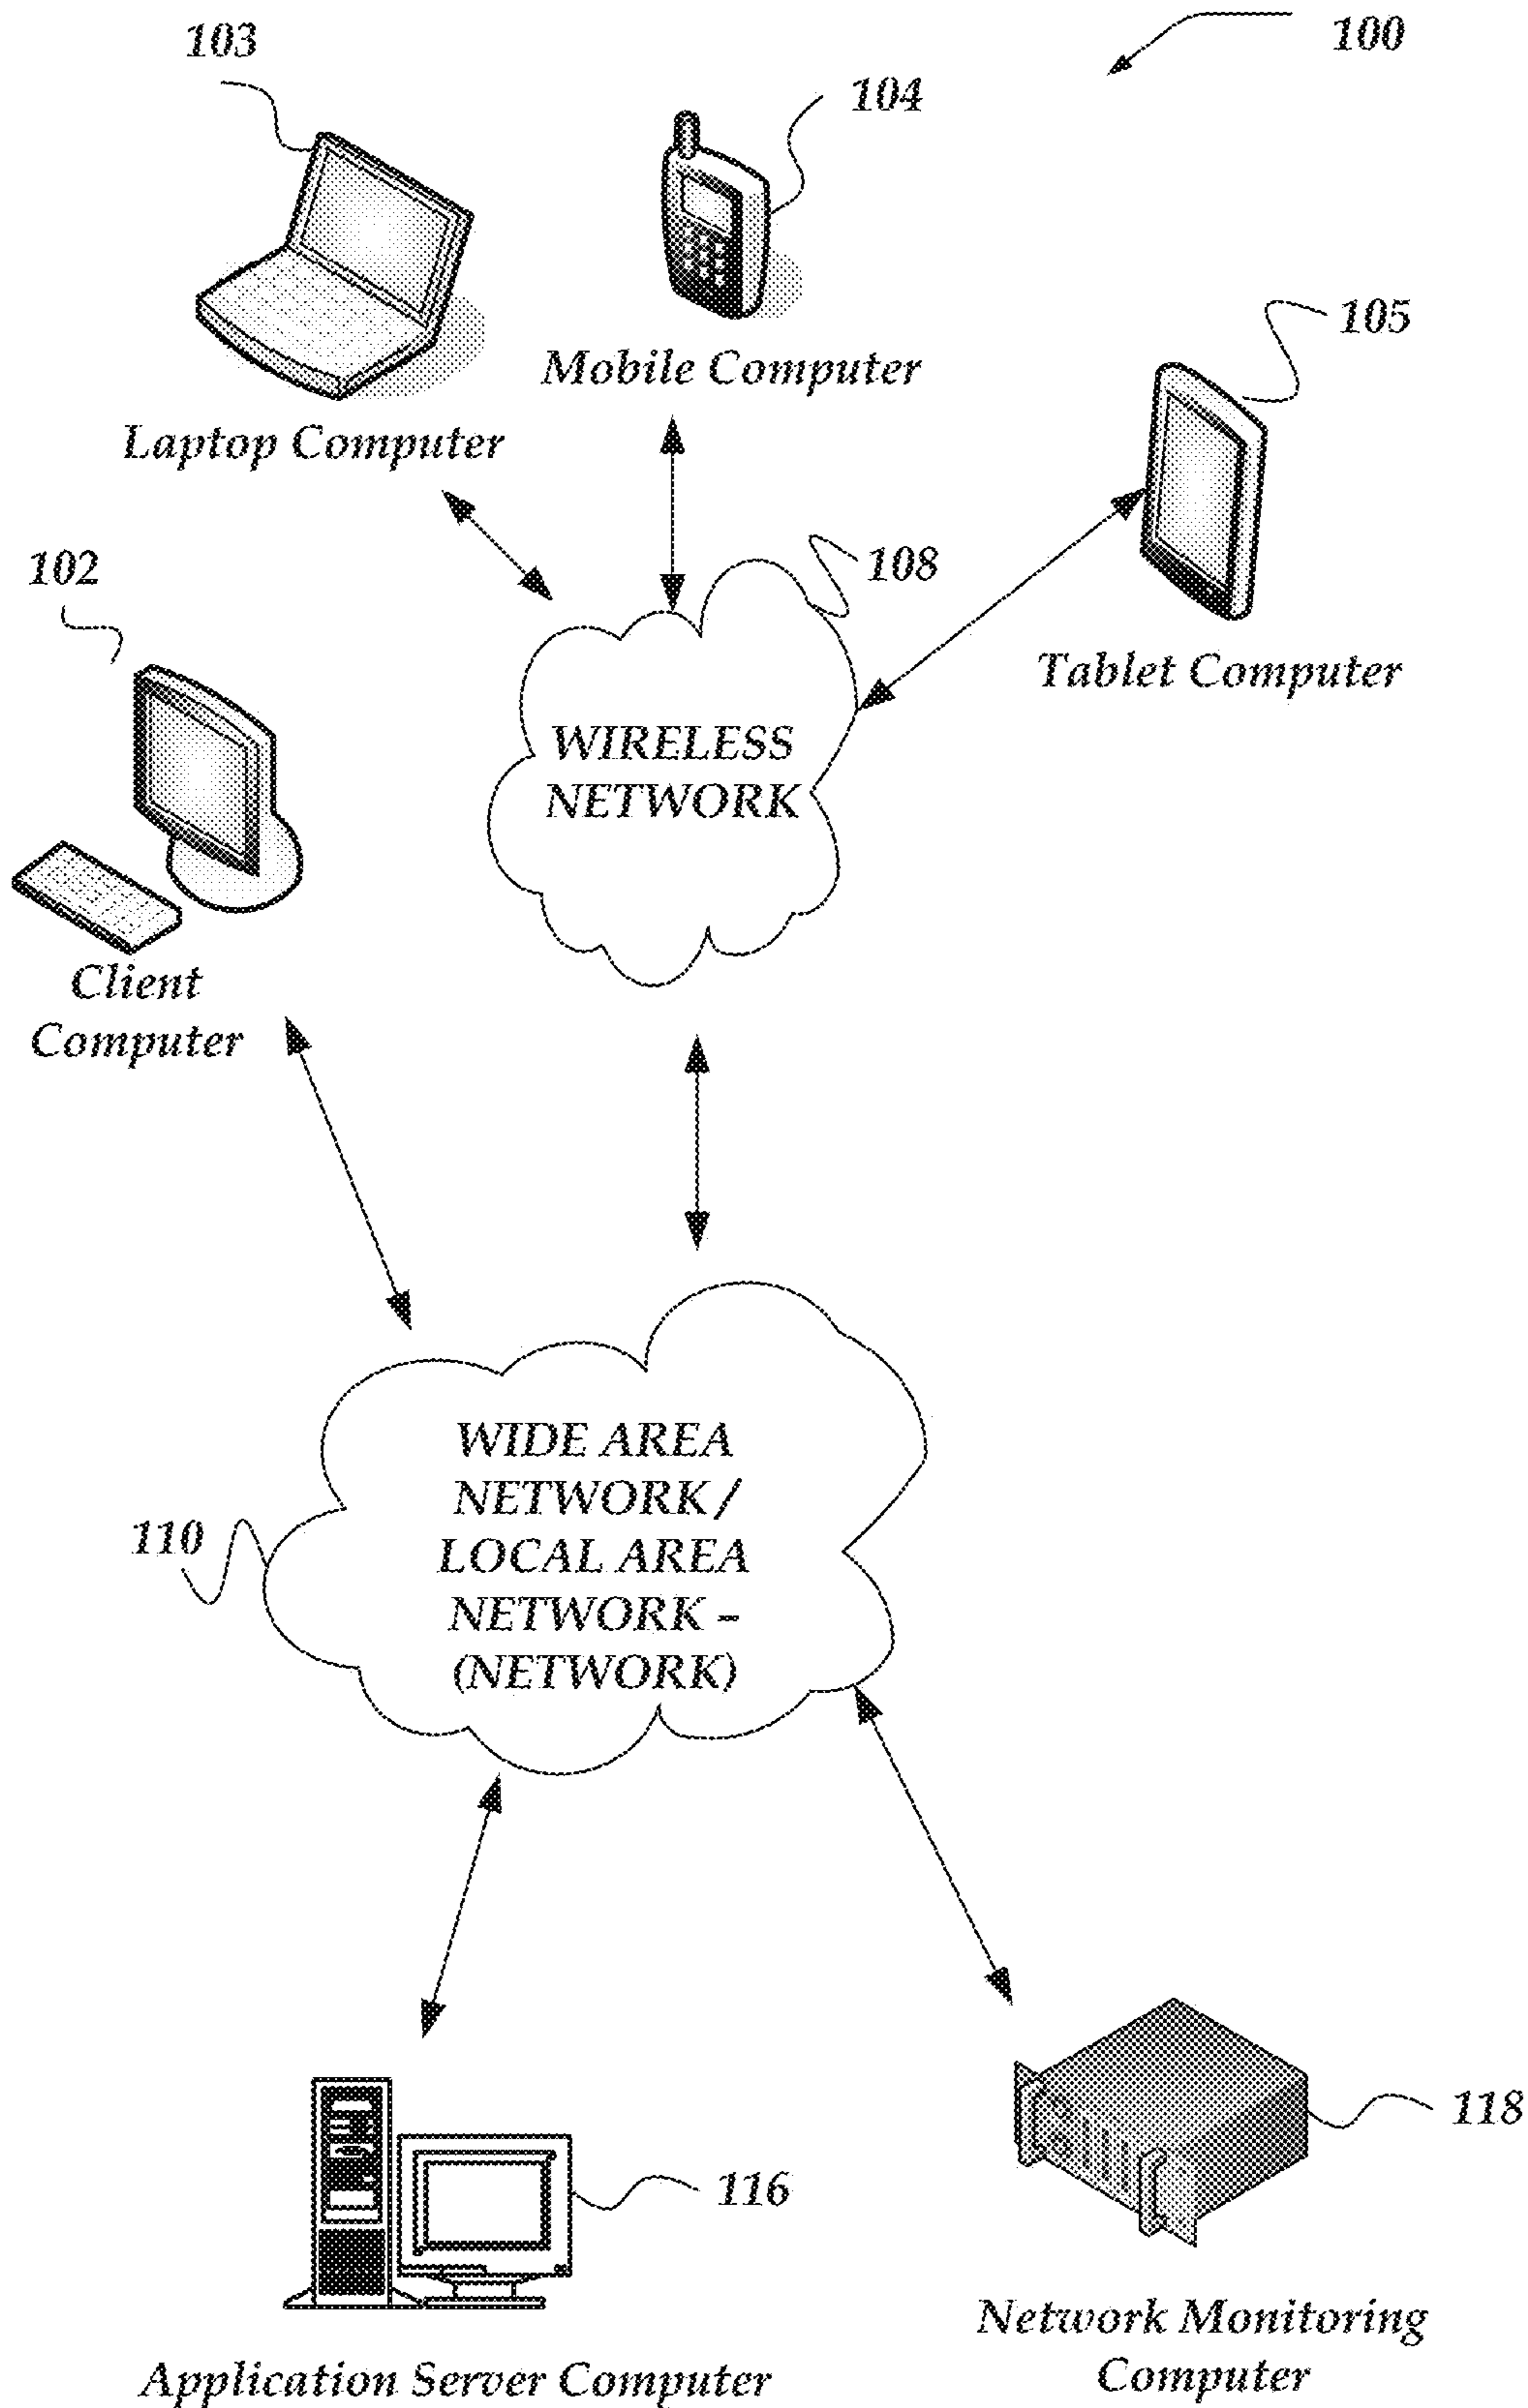 100
103
104
Mobile Computer
105
Laptop Computer
102
108
Tablet Computer
WIRELESS
NETWORK
Client
Computer
WIDE AREA
NETWORK /
LOCAL AREA
NETWORK –
(NETWORK)
110
118
116
Network Monitoring
Computer
Application Server Computer